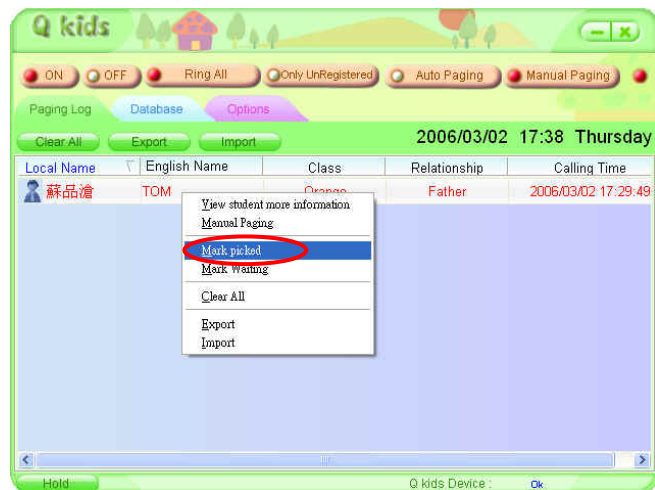 Q kids
ON OFF Ring All Only UnRegistered Auto Paging Manual Paging
Paging Log Database Options
Clear All Export Import 2006/03/02 17:38 Thursday
Local Name English Name Class Relationship Calling Time
蘇品滄 TOM Orange Father 2006/03/02 17:29:49
View student more information
Manual Paging
Mark picked
Mark Waiting
Clear All
Export
Import
Hold Q kids Device : Ok